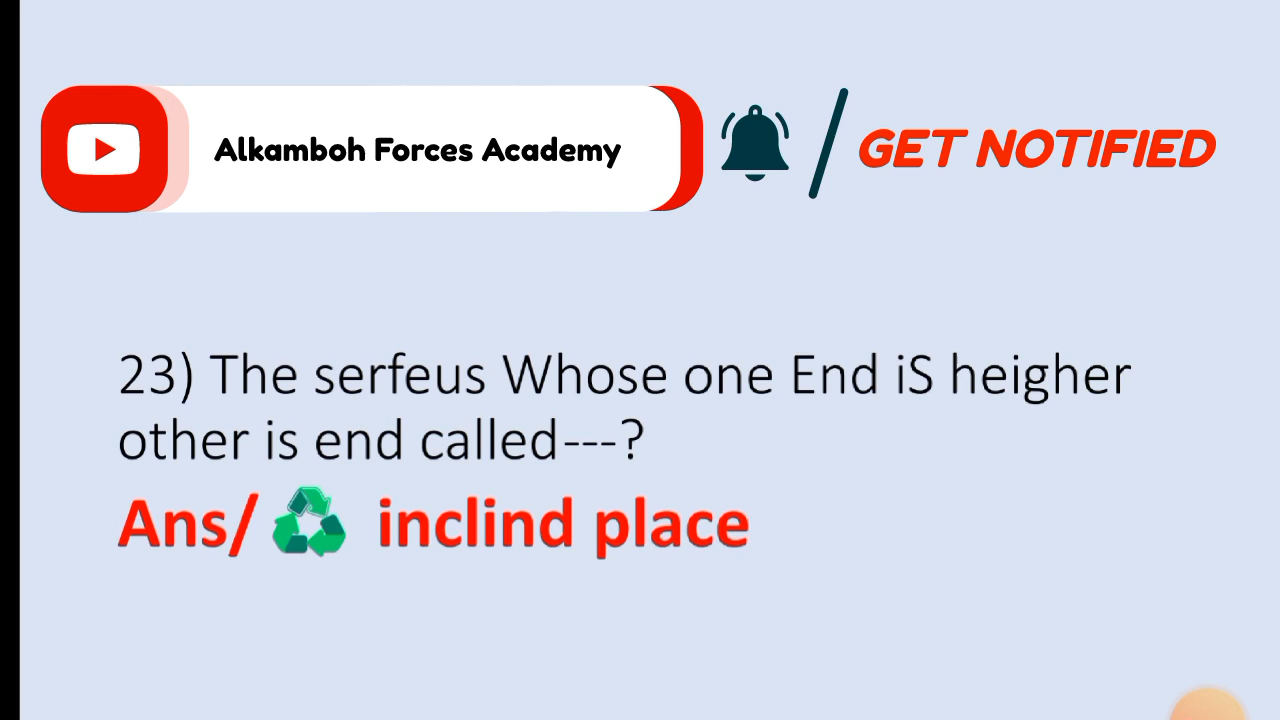 Alkamboh Forces Academy
GET NOTIFIED
23) The serfeus Whose one End iS heigher
other is end called---?
Ans/ inclind place